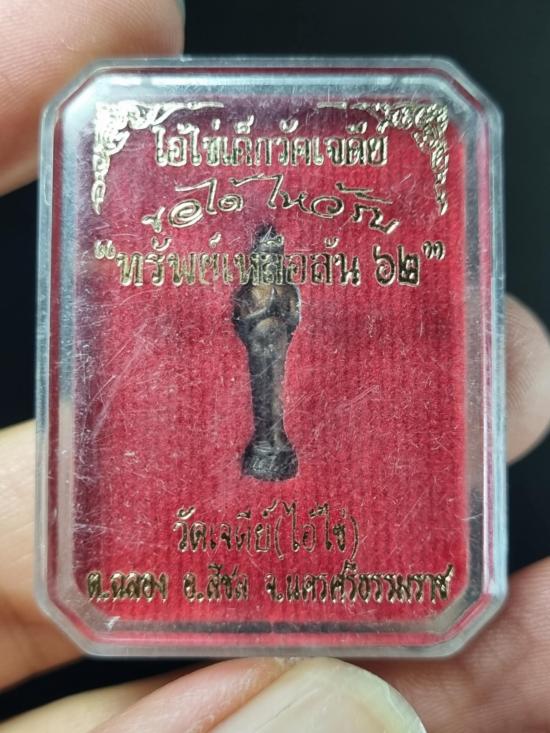 ไอ้ไข่เด็กวัดเจดีย์
ขอได้ ไหว้รับ
"ทรัพย์เหลือล้น ๖๒"
วัดเจดีย์(ไอ้ไข่)
ต.ฉลอง อ.สิชล จ.นครศรีธรรมราช